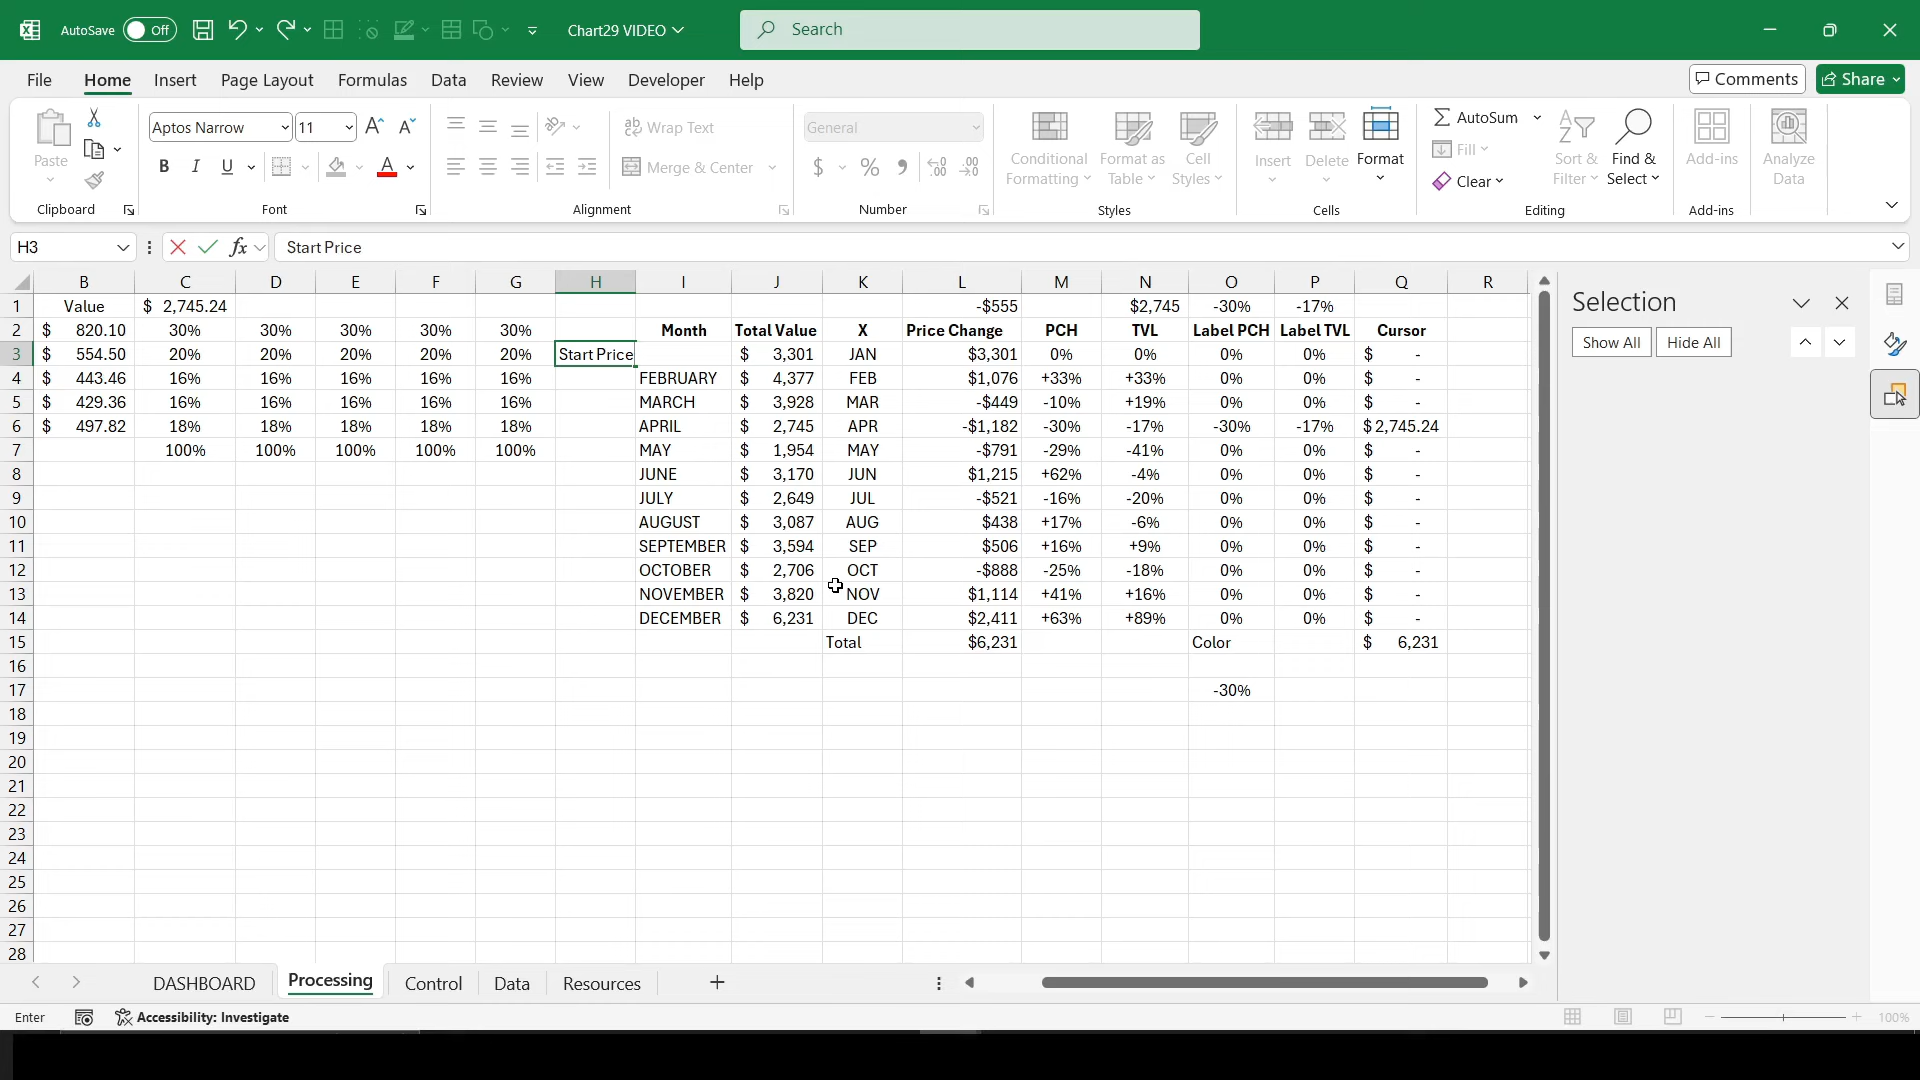 AutoSave Off Chart29 VIDEO Search
File Home Insert Page Layout Formulas Data Review View Developer Help Comments Share
Paste Aptos Narrow 11 Wrap Text General Conditional Formatting Format as Table Cell Styles Insert Delete Format AutoSum Sort & Filter Find & Select Add-ins Analyze Data
B I U A Merge & Center $ % Fill Clear
Clipboard Font Alignment Number Styles Cells Editing Add-ins
H3 fx Start Price
B C D E F G H I J K L M N O P Q R
1 Value $ 2,745.24 -$555 $2,745 -30% -17%
2 $ 820.10 30% 30% 30% 30% 30% Month Total Value X Price Change PCH TVL Label PCH Label TVL Cursor
3 $ 554.50 20% 20% 20% 20% 20% Start Price $ 3,301 JAN $3,301 0% 0% 0% 0% $ -
4 $ 443.46 16% 16% 16% 16% 16% FEBRUARY $ 4,377 FEB $1,076 +33% +33% 0% 0% $ -
5 $ 429.36 16% 16% 16% 16% 16% MARCH $ 3,928 MAR -$449 -10% +19% 0% 0% $ -
6 $ 497.82 18% 18% 18% 18% 18% APRIL $ 2,745 APR -$1,182 -30% -17% -30% -17% $ 2,745.24
7 100% 100% 100% 100% 100% MAY $ 1,954 MAY -$791 -29% -41% 0% 0% $ -
8 JUNE $ 3,170 JUN $1,215 +62% -4% 0% 0% $ -
9 JULY $ 2,649 JUL -$521 -16% -20% 0% 0% $ -
10 AUGUST $ 3,087 AUG $438 +17% -6% 0% 0% $ -
11 SEPTEMBER $ 3,594 SEP $506 +16% +9% 0% 0% $ -
12 OCTOBER $ 2,706 OCT -$888 -25% -18% 0% 0% $ -
13 NOVEMBER $ 3,820 NOV $1,114 +41% +16% 0% 0% $ -
14 DECEMBER $ 6,231 DEC $2,411 +63% +89% 0% 0% $ -
15 Total $6,231 Color $ 6,231
16
17 -30%
18
19
20
21
22
23
24
25
26
27
28
Selection
Show All Hide All
DASHBOARD Processing Control Data Resources
Enter Accessibility: Investigate 100%